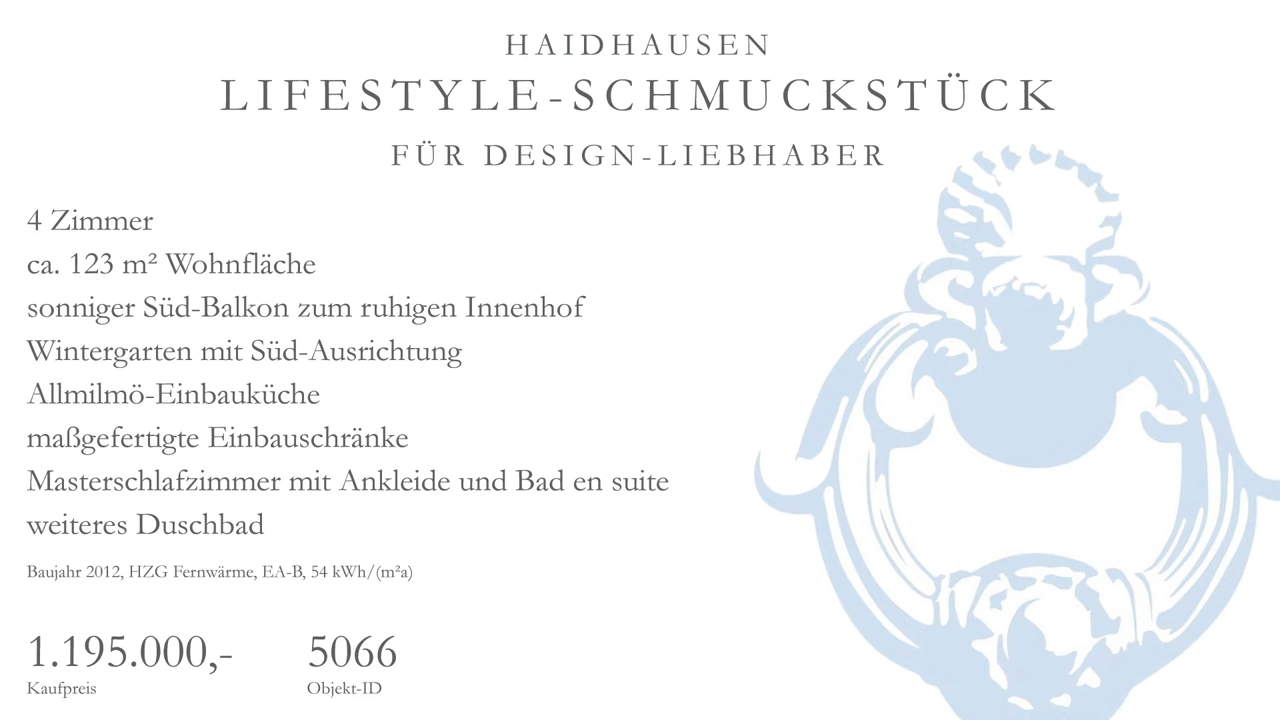 HAIDHAUSEN
LIFESTYLE-SCHMUCKSTÜCK
FÜR DESIGN-LIEBHABER
4 Zimmer
ca. 123 m² Wohnfläche
sonniger Süd-Balkon zum ruhigen Innenhof
Wintergarten mit Süd-Ausrichtung
Allmilmö-Einbauküche
maßgefertigte Einbauschränke
Masterschlafzimmer mit Ankleide und Bad en suite
weiteres Duschbad
Baujahr 2012, HZG Fernwärme, EA-B, 54 kWh/(m²a)
1.195.000,- 5066
Kaufpreis Objekt-ID